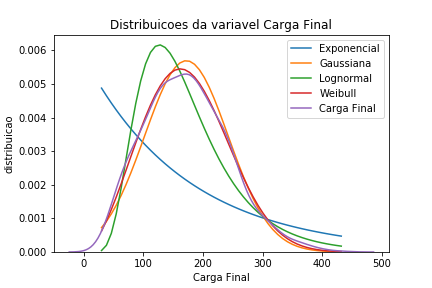 Distribuicoes da variavel Carga Final
distribuicao
0.006
0.005
0.004
0.003
0.002
0.001
0.000
Exponencial
Gaussiana
Lognormal
Weibull
Carga Final
0
100
200
300
400
500
Carga Final